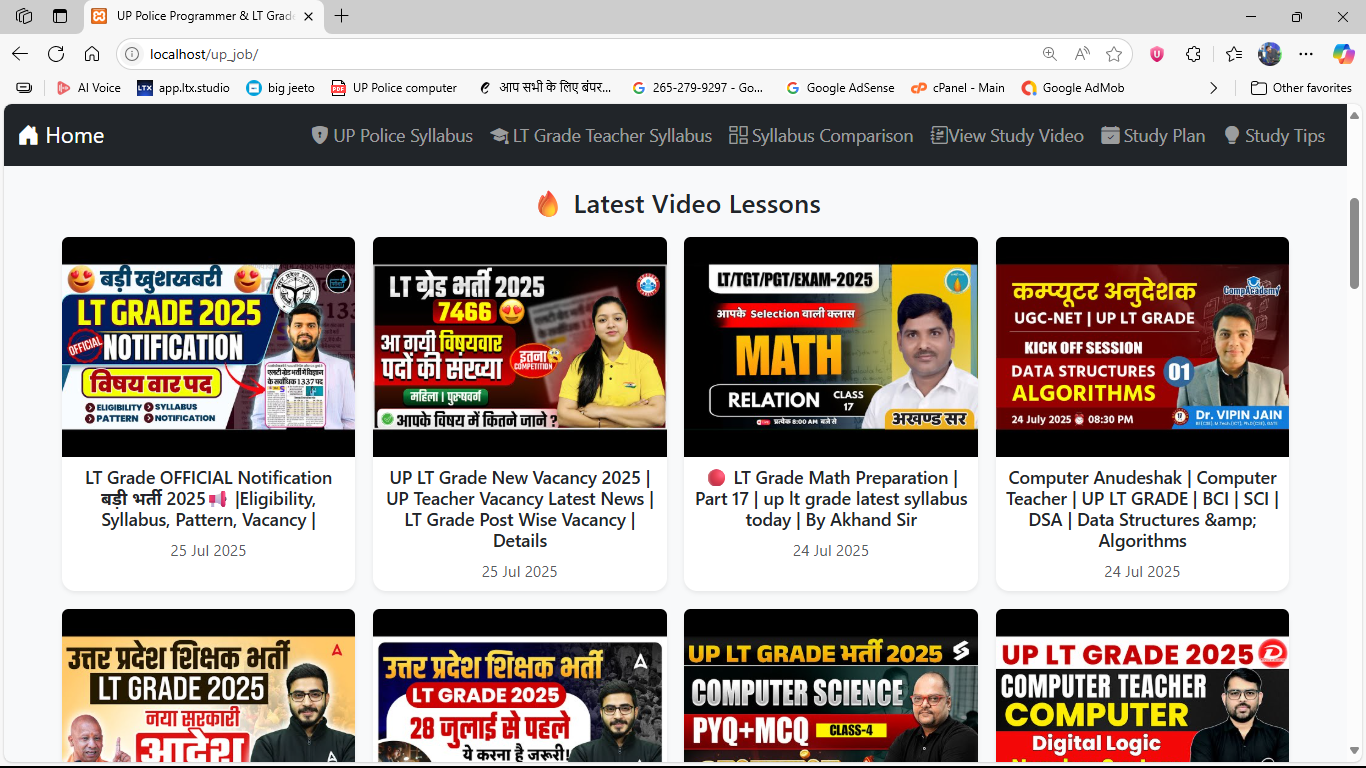 UP Police Programmer & LT Grade
localhost/up_job/
AI Voice
LTX app.ltx.studio
big jeeto
PDF UP Police computer
आप सभी के लिए बंपर...
265-279-9297 - Go...
Google AdSense
cPanel - Main
Google AdMob
Other favorites
Home
UP Police Syllabus
LT Grade Teacher Syllabus
Syllabus Comparison
View Study Video
Study Plan
Study Tips
Latest Video Lessons
बड़ी खुशखबरी
LT GRADE 2025
OFFICIAL NOTIFICATION
विषय वार पद
ELIGIBILITY SYLLABUS
PATTERN NOTIFICATION
LT Grade OFFICIAL Notification
बड़ी भर्ती 2025📢 |Eligibility,
Syllabus, Pattern, Vacancy |
25 Jul 2025
LT ग्रेड भर्ती 2025
7466
आ गयी विषयवार
पदों की संख्या
इतना
COMPETITION
महिला | पुरुषवर्ग
आपके विषय में कितने जाने ?
UP LT Grade New Vacancy 2025 |
UP Teacher Vacancy Latest News |
LT Grade Post Wise Vacancy |
Details
25 Jul 2025
LT/TGT/PGT/EXAM-2025
आपके Selection वाली क्लास
MATH
RELATION CLASS 17
प्रत्येक 8:00 AM बजे से
अखण्ड सर
🔴 LT Grade Math Preparation |
Part 17 | up lt grade latest syllabus
today | By Akhand Sir
24 Jul 2025
कम्प्यूटर अनुदेशक
CompAcademy
UGC-NET | UP LT GRADE
KICK OFF SESSION
DATA STRUCTURES 01
ALGORITHMS
24 July 2025 08:30 PM
Dr. VIPIN JAIN
Computer Anudeshak | Computer
Teacher | UP LT GRADE | BCI | SCI |
DSA | Data Structures &amp;amp;
Algorithms
24 Jul 2025
उत्तर प्रदेश शिक्षक भर्ती
LT GRADE 2025
नया सरकारी
आदेश
उत्तर प्रदेश शिक्षक भर्ती
LT GRADE 2025
28 जुलाई से पहले
ये करना है जरूरी!
UP LT GRADE भर्ती 2025
COMPUTER SCIENCE
PYQ+MCQ CLASS-4
UP LT GRADE 2025
COMPUTER TEACHER
COMPUTER
Digital Logic